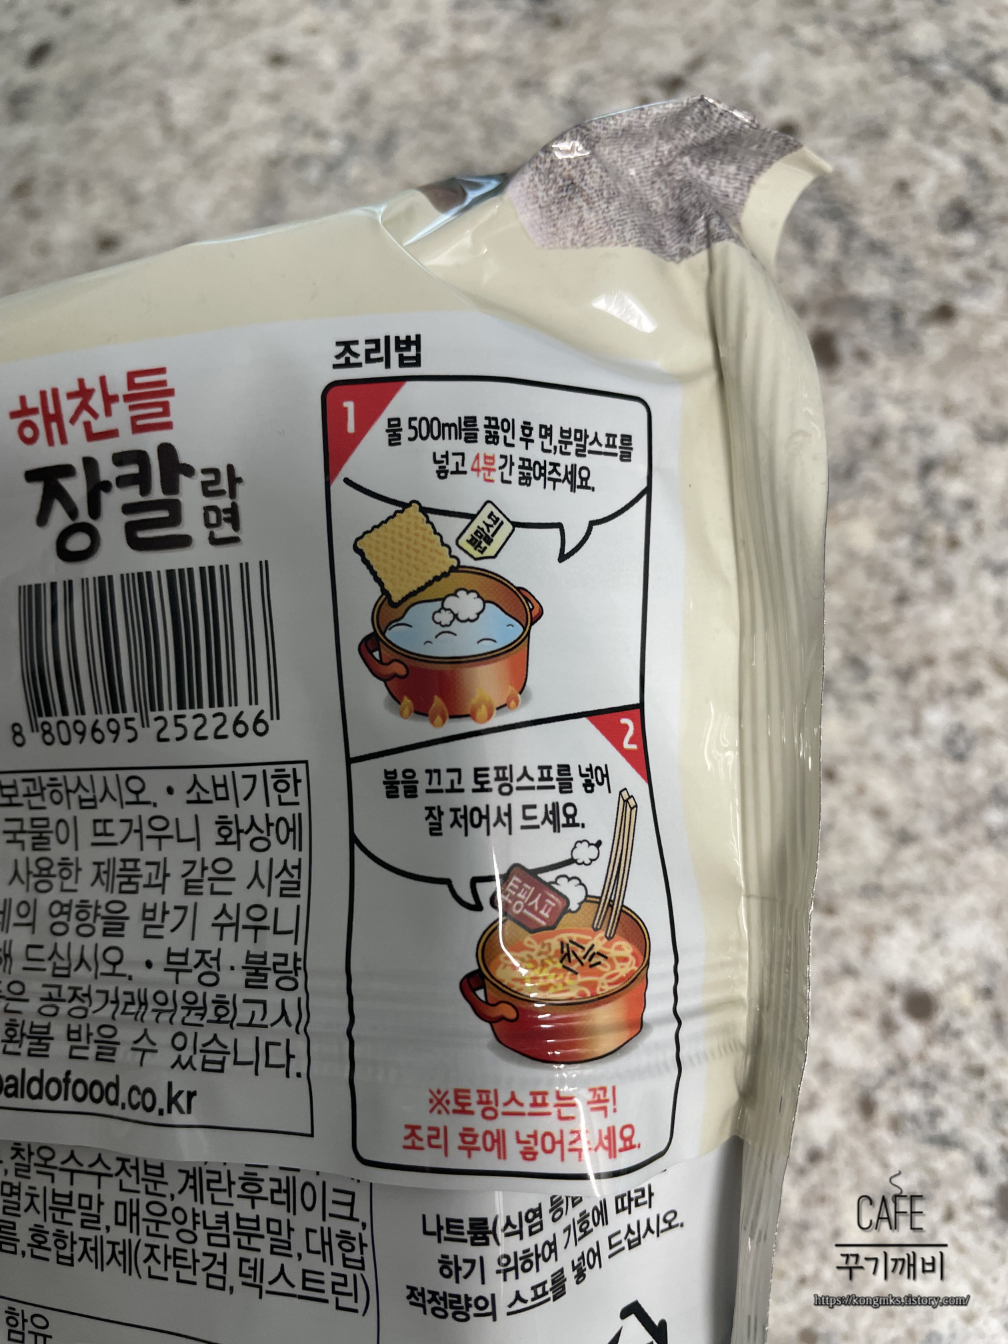 조리법
해찬들
장칼라면
8 809695 252266
1
물 500ml를 끓인 후 면,분말스프를
넣고 4분간 끓여주세요.
분말스프
2
불을 끄고 토핑스프를 넣어
잘 저어서 드세요.
토핑스프
※토핑스프는 꼭!
조리 후에 넣어주세요.
보관하십시오. • 소비기한
국물이 뜨거우니 화상에
사용한 제품과 같은 시설
의 영향을 받기 쉬우니
드십시오. • 부정·불량
은 공정거래위원회고시
환불 받을 수 있습니다.
paldofood.co.kr
찰옥수수전분,계란후레이크,
멸치분말,매운양념분말,대합
,혼합제제(잔탄검,덱스트린)
함유
나트륨(식염 등)을 기호에 따라
하기 위하여
적정량의 스프를 넣어 드십시오.
CAFE
꾸기깨비
https://kongmks.tistory.com/